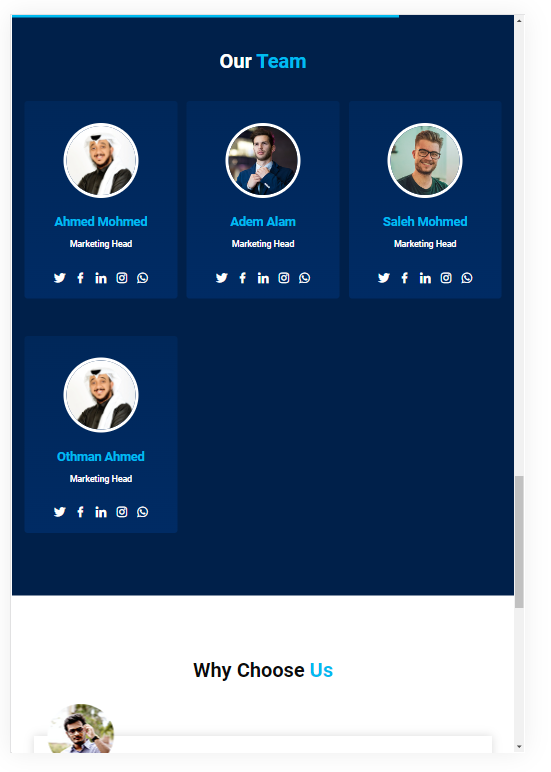 Our Team
Ahmed Mohmed
Marketing Head
Adem Alam
Marketing Head
Saleh Mohmed
Marketing Head
Othman Ahmed
Marketing Head
Why Choose Us